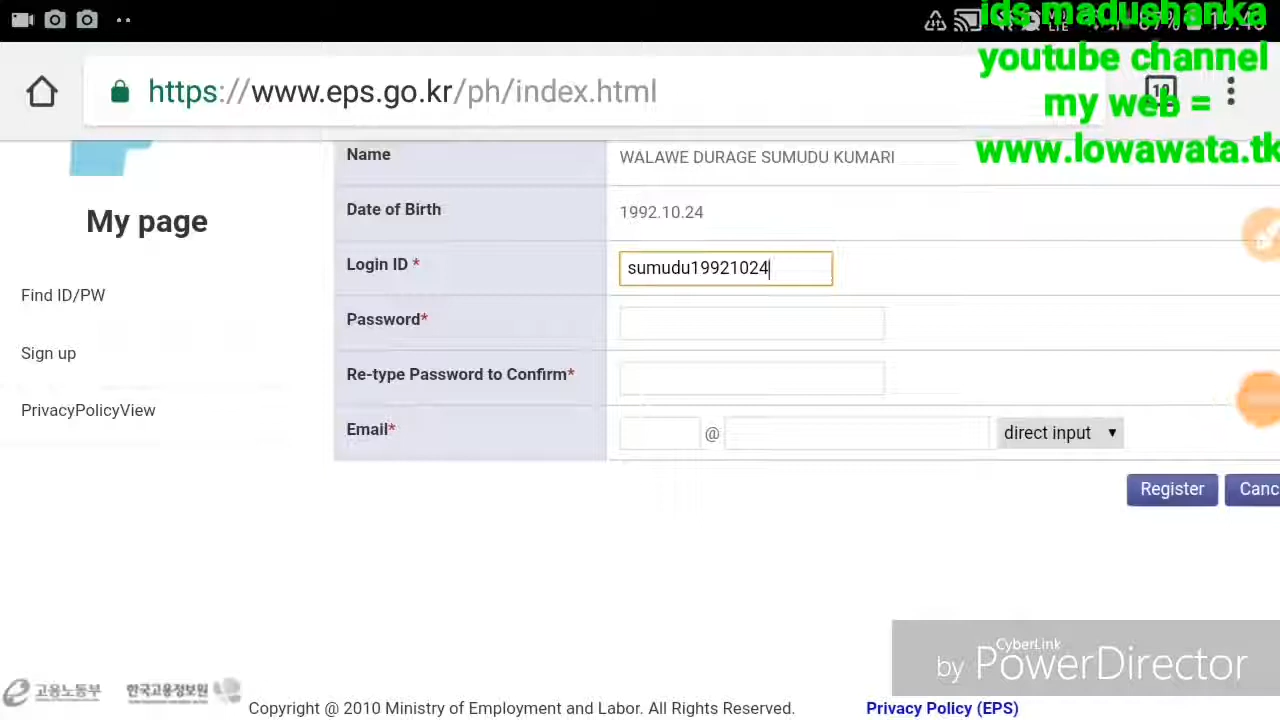 ids madushanka
youtube channel
my web =
www.lowawata.tk
https://www.eps.go.kr/ph/index.html
Name
WALAWE DURAGE SUMUDU KUMARI
My page
Date of Birth
1992.10.24
Login ID *
sumudu19921024
Find ID/PW
Password*
Sign up
Re-type Password to Confirm*
PrivacyPolicyView
Email*
@
direct input
Register
Canc
CyberLink
by PowerDirector
고용노동부
한국고용정보원
Copyright @ 2010 Ministry of Employment and Labor. All Rights Reserved.
Privacy Policy (EPS)